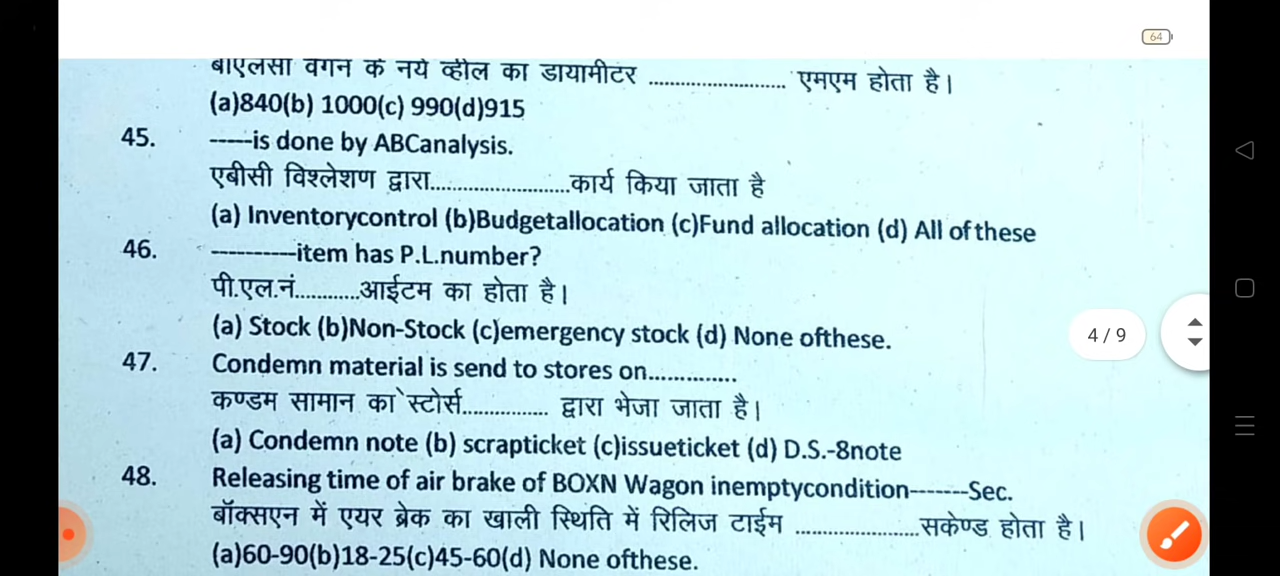 64
बीएलसी वैगन के नये व्हील का डायामीटर ........................ एमएम होता है।
(a)840(b) 1000(c) 990(d)915
45. -----is done by ABCanalysis.
एबीसी विश्लेशण द्वारा........................कार्य किया जाता है
(a) Inventorycontrol (b)Budgetallocation (c)Fund allocation (d) All of these
46. ----------item has P.L.number?
पी.एल.नं...........आईटम का होता है।
(a) Stock (b)Non-Stock (c)emergency stock (d) None ofthese.
4 / 9
47. Condemn material is send to stores on..............
कण्डम सामान काे स्टोर्स............... द्वारा भेजा जाता है।
(a) Condemn note (b) scrapticket (c)issueticket (d) D.S.-8note
48. Releasing time of air brake of BOXN Wagon inemptycondition-------Sec.
बॉक्सएन में एयर ब्रेक का खाली स्थिति में रिलिज टाईम .....................सकेण्ड होता है।
(a)60-90(b)18-25(c)45-60(d) None ofthese.